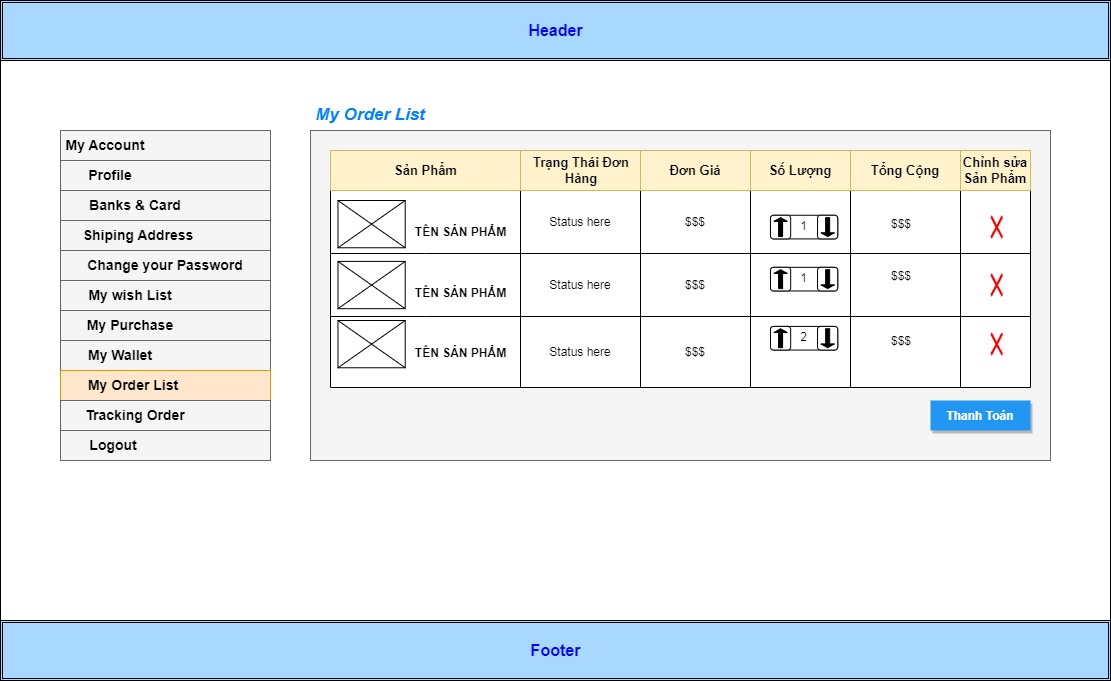 Header
My Order List
My Account
Profile
Banks & Card
Shiping Address
Change your Password
My wish List
My Purchase
My Wallet
My Order List
Tracking Order
Logout
Sản Phẩm
Trạng Thái Đơn
Hàng
Đơn Giá
Số Lượng
Tổng Cộng
Chỉnh sửa
Sản Phẩm
TÊN SẢN PHẨM
Status here
$$$
1
$$$
X
TÊN SẢN PHẨM
Status here
$$$
1
$$$
X
TÊN SẢN PHẨM
Status here
$$$
2
$$$
X
Thanh Toán
Footer